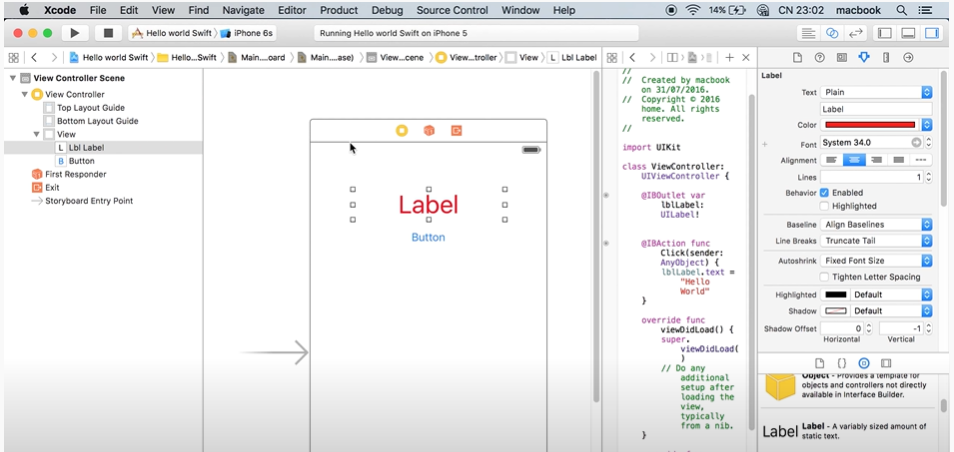 Xcode File Edit View Find Navigate Editor Product Debug Source Control Window Help 14% CN 23:02 macbook
Hello world Swift iPhone 6s Running Hello world Swift on iPhone 5
Hello world Swift Hello...Swift Main....oard Main....ase) View...cene View...troller View L Lbl Label
View Controller Scene
View Controller
Top Layout Guide
Bottom Layout Guide
View
L Lbl Label
B Button
First Responder
Exit
Storyboard Entry Point
Label
Button
//
// Created by macbook
on 31/07/2016.
// Copyright © 2016
home. All rights
reserved.
//
import UIKit
class ViewController:
UIViewController {
@IBOutlet var
lblLabel:
UILabel!
@IBAction func
Click(sender:
AnyObject) {
lblLabel.text =
"Hello
World"
}
override func
viewDidLoad() {
super.
viewDidLoad(
)
// Do any
additional
setup after
loading the
view,
typically
from a nib.
}
Label
Text Plain
Label
Color
Font System 34.0
Alignment
Lines 1
Behavior Enabled
Highlighted
Baseline Align Baselines
Line Breaks Truncate Tail
Autoshrink Fixed Font Size
Tighten Letter Spacing
Highlighted Default
Shadow Default
Shadow Offset 0 -1
Horizontal Vertical
Object - Provides a template for
objects and controllers not directly
available in Interface Builder.
Label Label - A variably sized amount of
static text.